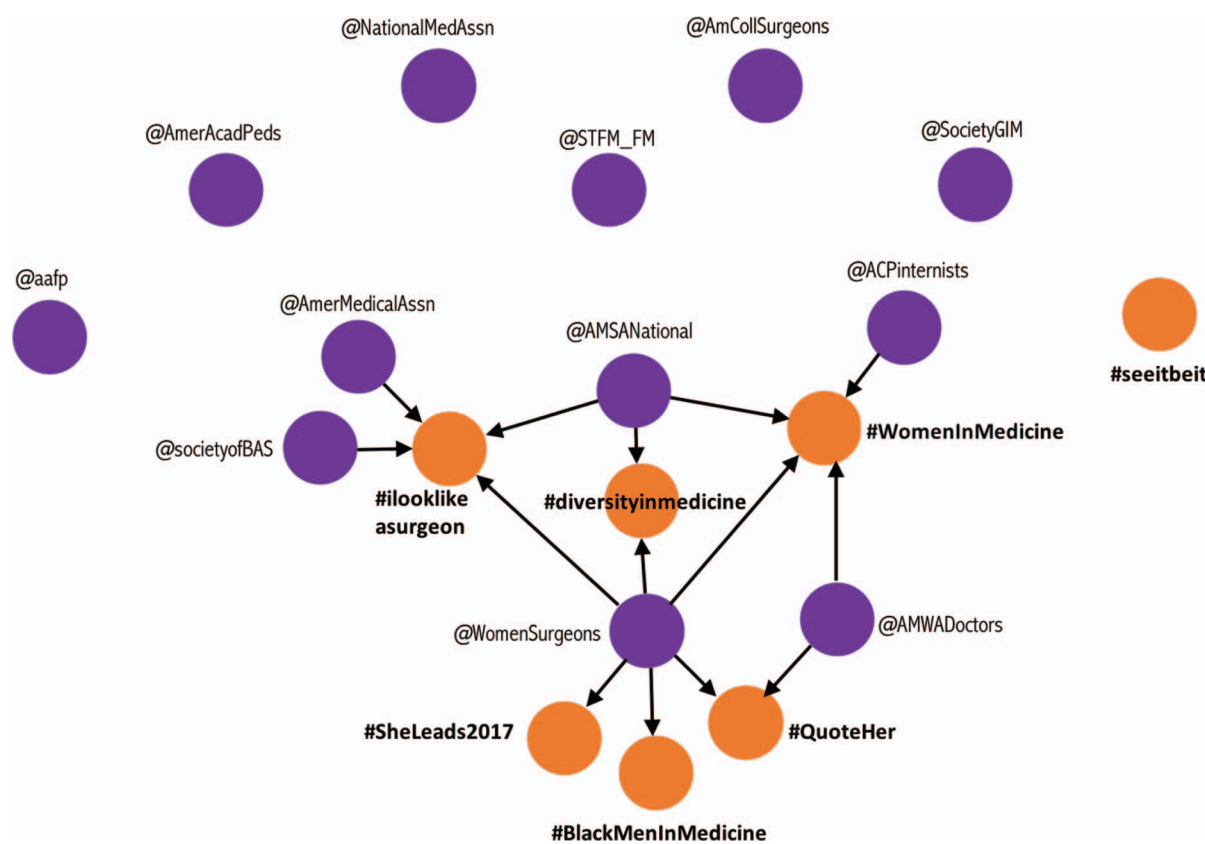 @NationalMedAssn
@AmCollSurgeons
@AmerAcadPeds
@STFM_FM
@SocietyGIM
@aafp
@AmerMedicalAssn
@AMSANational
@ACPinternists
#seeitbeit
@societyofBAS
#WomenInMedicine
#ilooklike
asurgeon
#diversityinmedicine
@WomenSurgeons
@AMWADoctors
#SheLeads2017
#QuoteHer
#BlackMenInMedicine